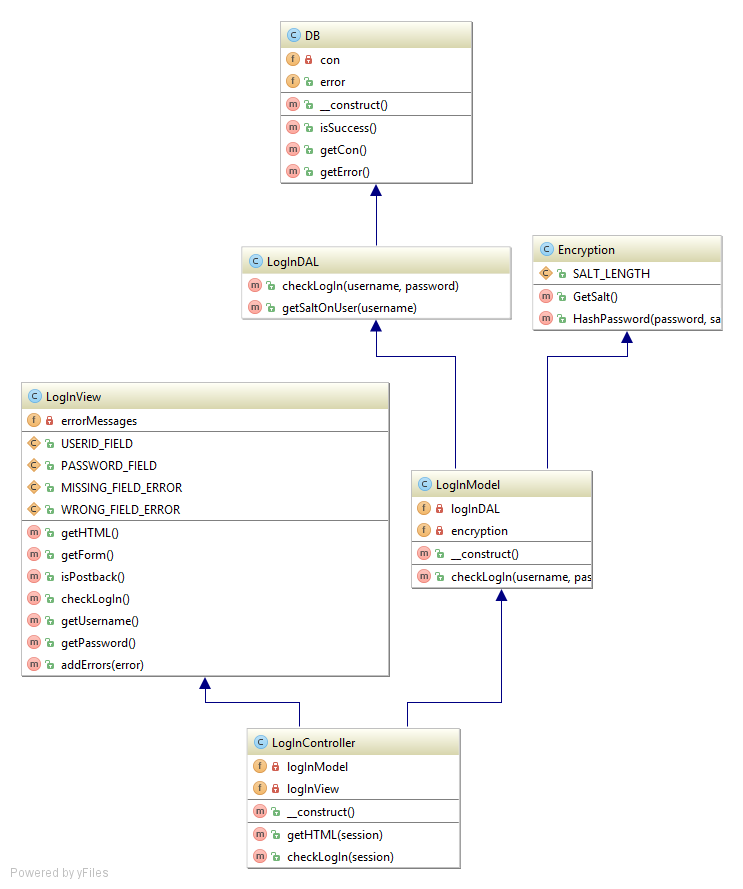 C DB
f con
f error
m __construct()
m isSuccess()
m getCon()
m getError()
C LogInDAL
m checkLogIn(username, password)
m getSaltOnUser(username)
C Encryption
C SALT_LENGTH
m GetSalt()
m HashPassword(password, sa
C LogInView
f errorMessages
C USERID_FIELD
C PASSWORD_FIELD
C MISSING_FIELD_ERROR
C WRONG_FIELD_ERROR
m getHTML()
m getForm()
m isPostback()
m checkLogIn()
m getUsername()
m getPassword()
m addErrors(error)
C LogInModel
f logInDAL
f encryption
m __construct()
m checkLogIn(username, pas
C LogInController
f logInModel
f logInView
m __construct()
m getHTML(session)
m checkLogIn(session)
Powered by yFiles